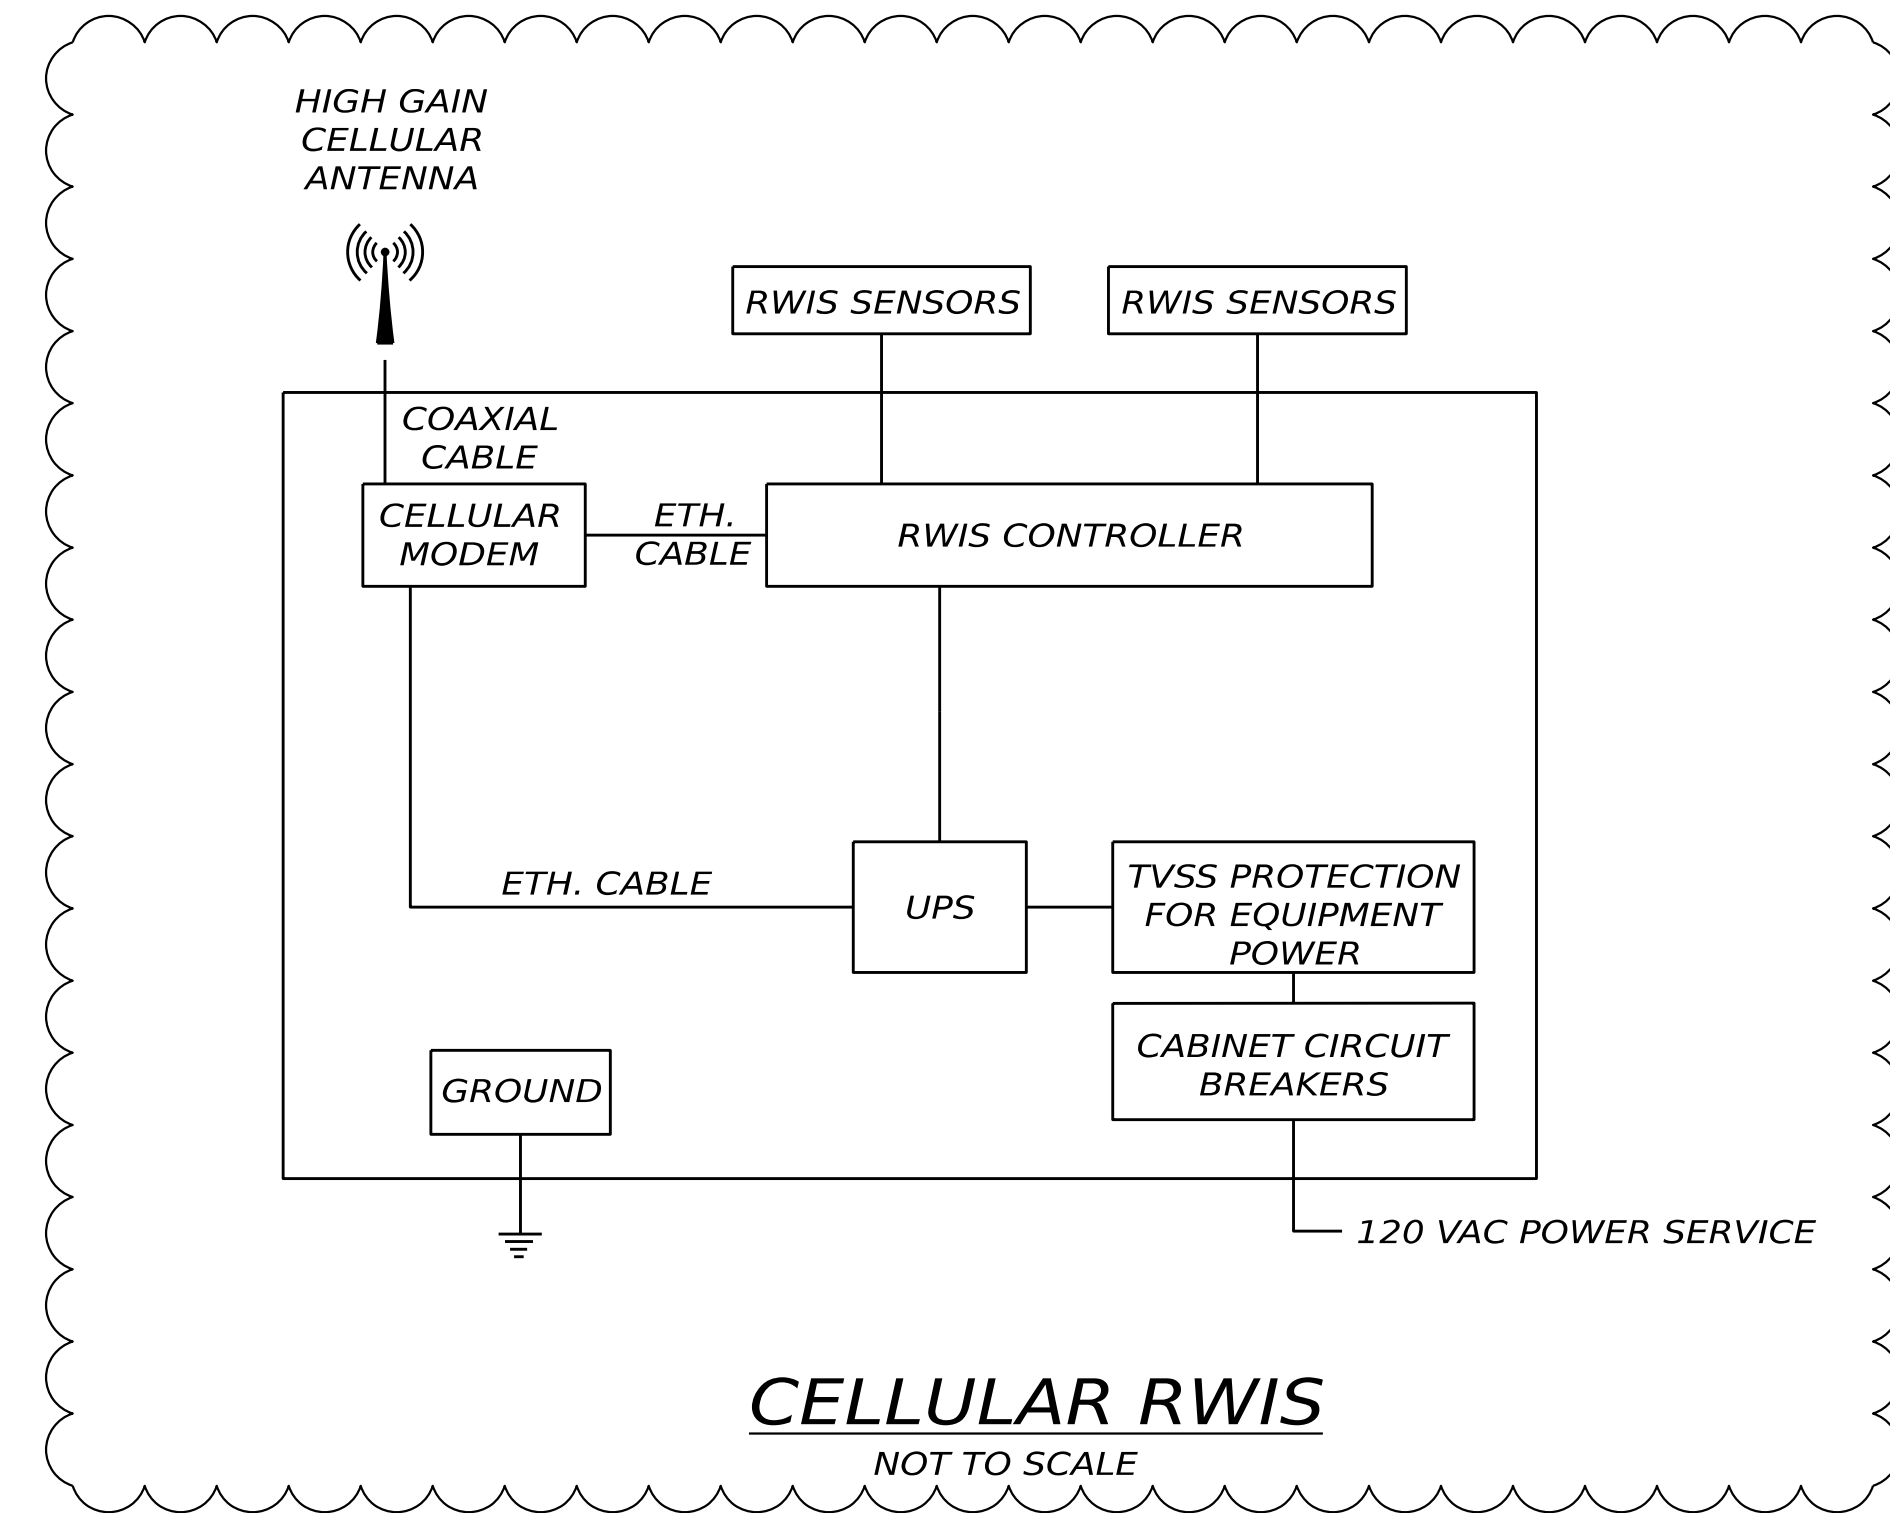 HIGH GAIN
CELLULAR
ANTENNA
RWIS SENSORS
RWIS SENSORS
COAXIAL
CABLE
CELLULAR
MODEM
ETH.
CABLE
RWIS CONTROLLER
ETH. CABLE
UPS
TVSS PROTECTION
FOR EQUIPMENT
POWER
CABINET CIRCUIT
BREAKERS
GROUND
120 VAC POWER SERVICE
CELLULAR RWIS
NOT TO SCALE